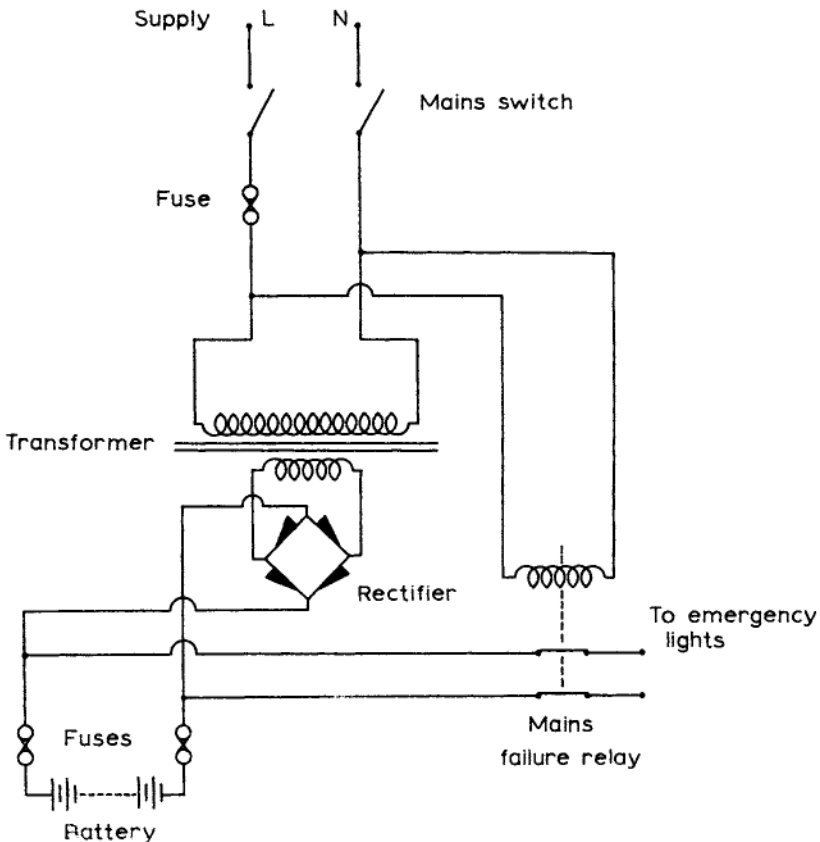 Supply L N
Mains switch
Fuse
Transformer
Rectifier
To emergency
lights
Mains
failure relay
Fuses
Battery